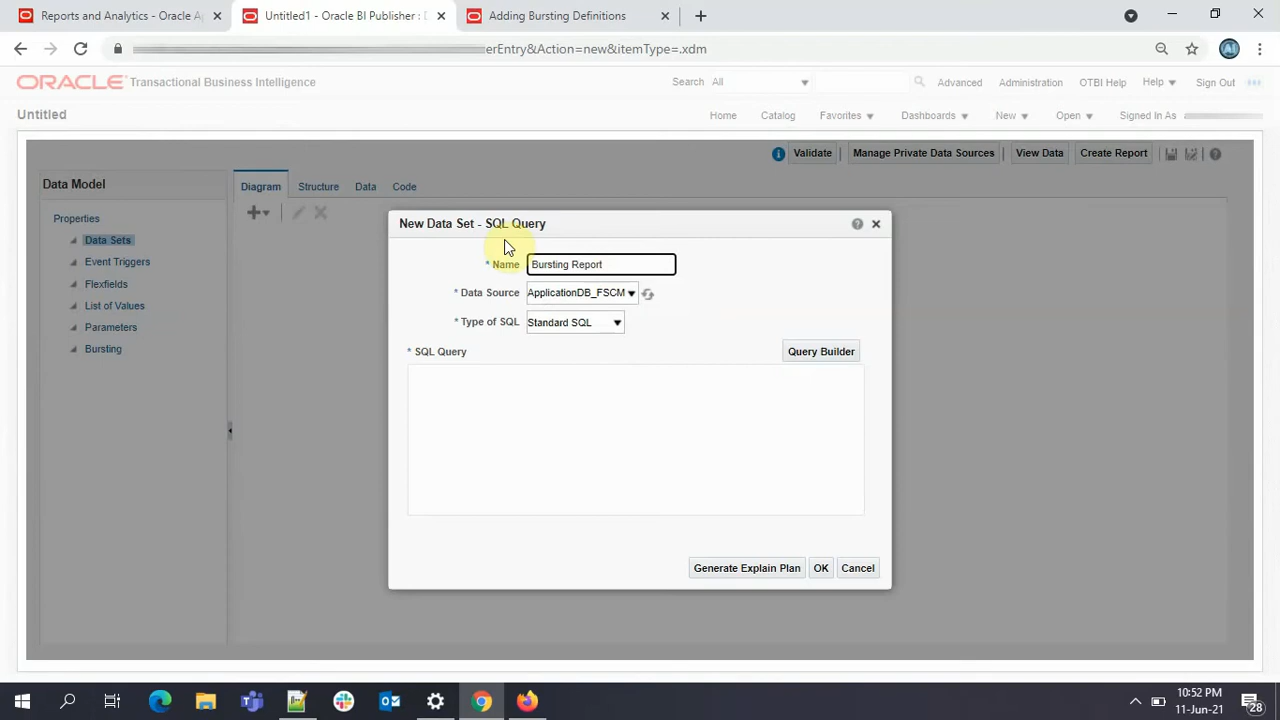 Reports and Analytics - Oracle Ap
Untitled1 - Oracle BI Publisher : D
Adding Bursting Definitions
erEntry&Action=new&itemType=.xdm
ORACLE Transactional Business Intelligence
Search All
Advanced Administration OTBI Help Help Sign Out
Untitled
Home Catalog Favorites Dashboards New Open Signed In As
Validate Manage Private Data Sources View Data Create Report
Data Model
Diagram Structure Data Code
Properties
Data Sets
Event Triggers
Flexfields
List of Values
Parameters
Bursting
New Data Set - SQL Query
* Name Bursting Report
* Data Source ApplicationDB_FSCM
* Type of SQL Standard SQL
* SQL Query
Query Builder
Generate Explain Plan OK Cancel
10:52 PM
11-Jun-21
28